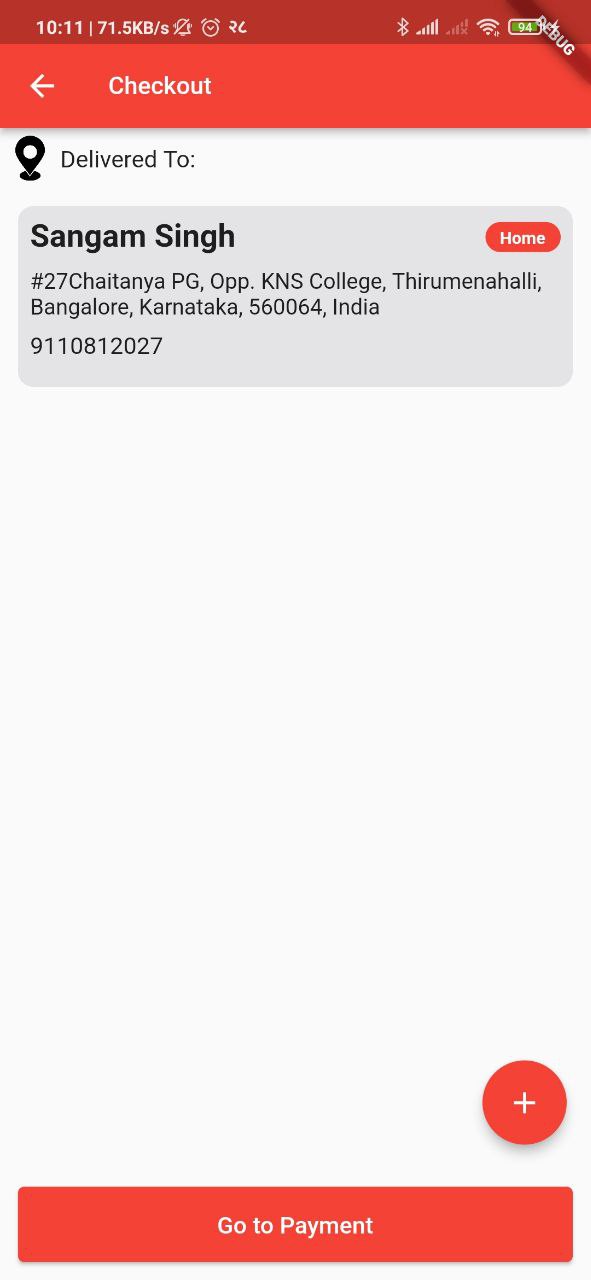 10:11 | 71.5KB/s २८ 94
DEBUG
Checkout
Delivered To:
Sangam Singh
Home
#27Chaitanya PG, Opp. KNS College, Thirumenahalli,
Bangalore, Karnataka, 560064, India
9110812027
+
Go to Payment